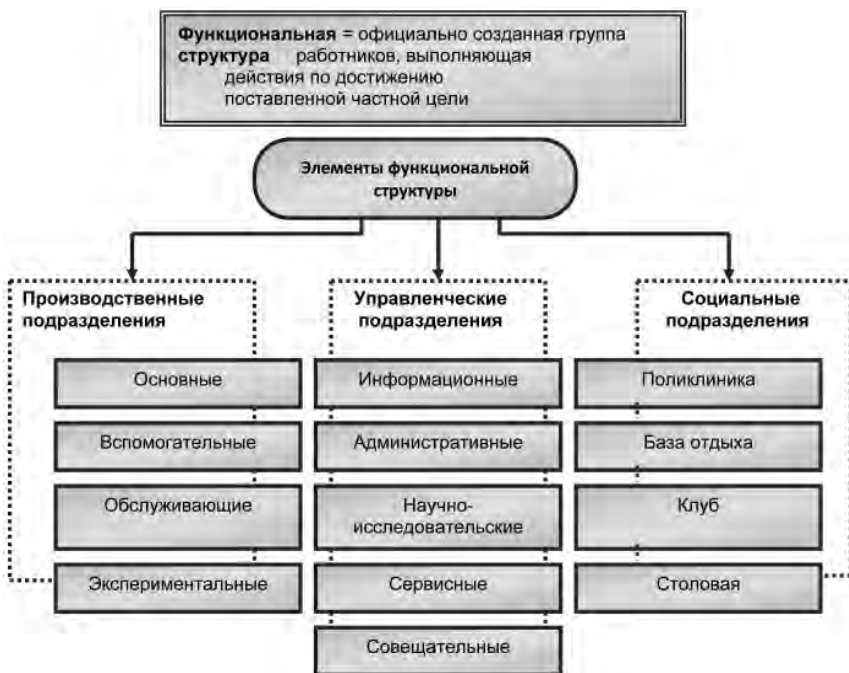 Функциональная = официально созданная группа
структура работников, выполняющая
действия по достижению
поставленной частной цели
Элементы функциональной
структуры
Производственные
подразделения
Основные
Вспомогательные
Обслуживающие
Экспериментальные
Управленческие
подразделения
Информационные
Административные
Научно-
исследовательские
Сервисные
Совещательные
Социальные
подразделения
Поликлиника
База отдыха
Клуб
Столовая